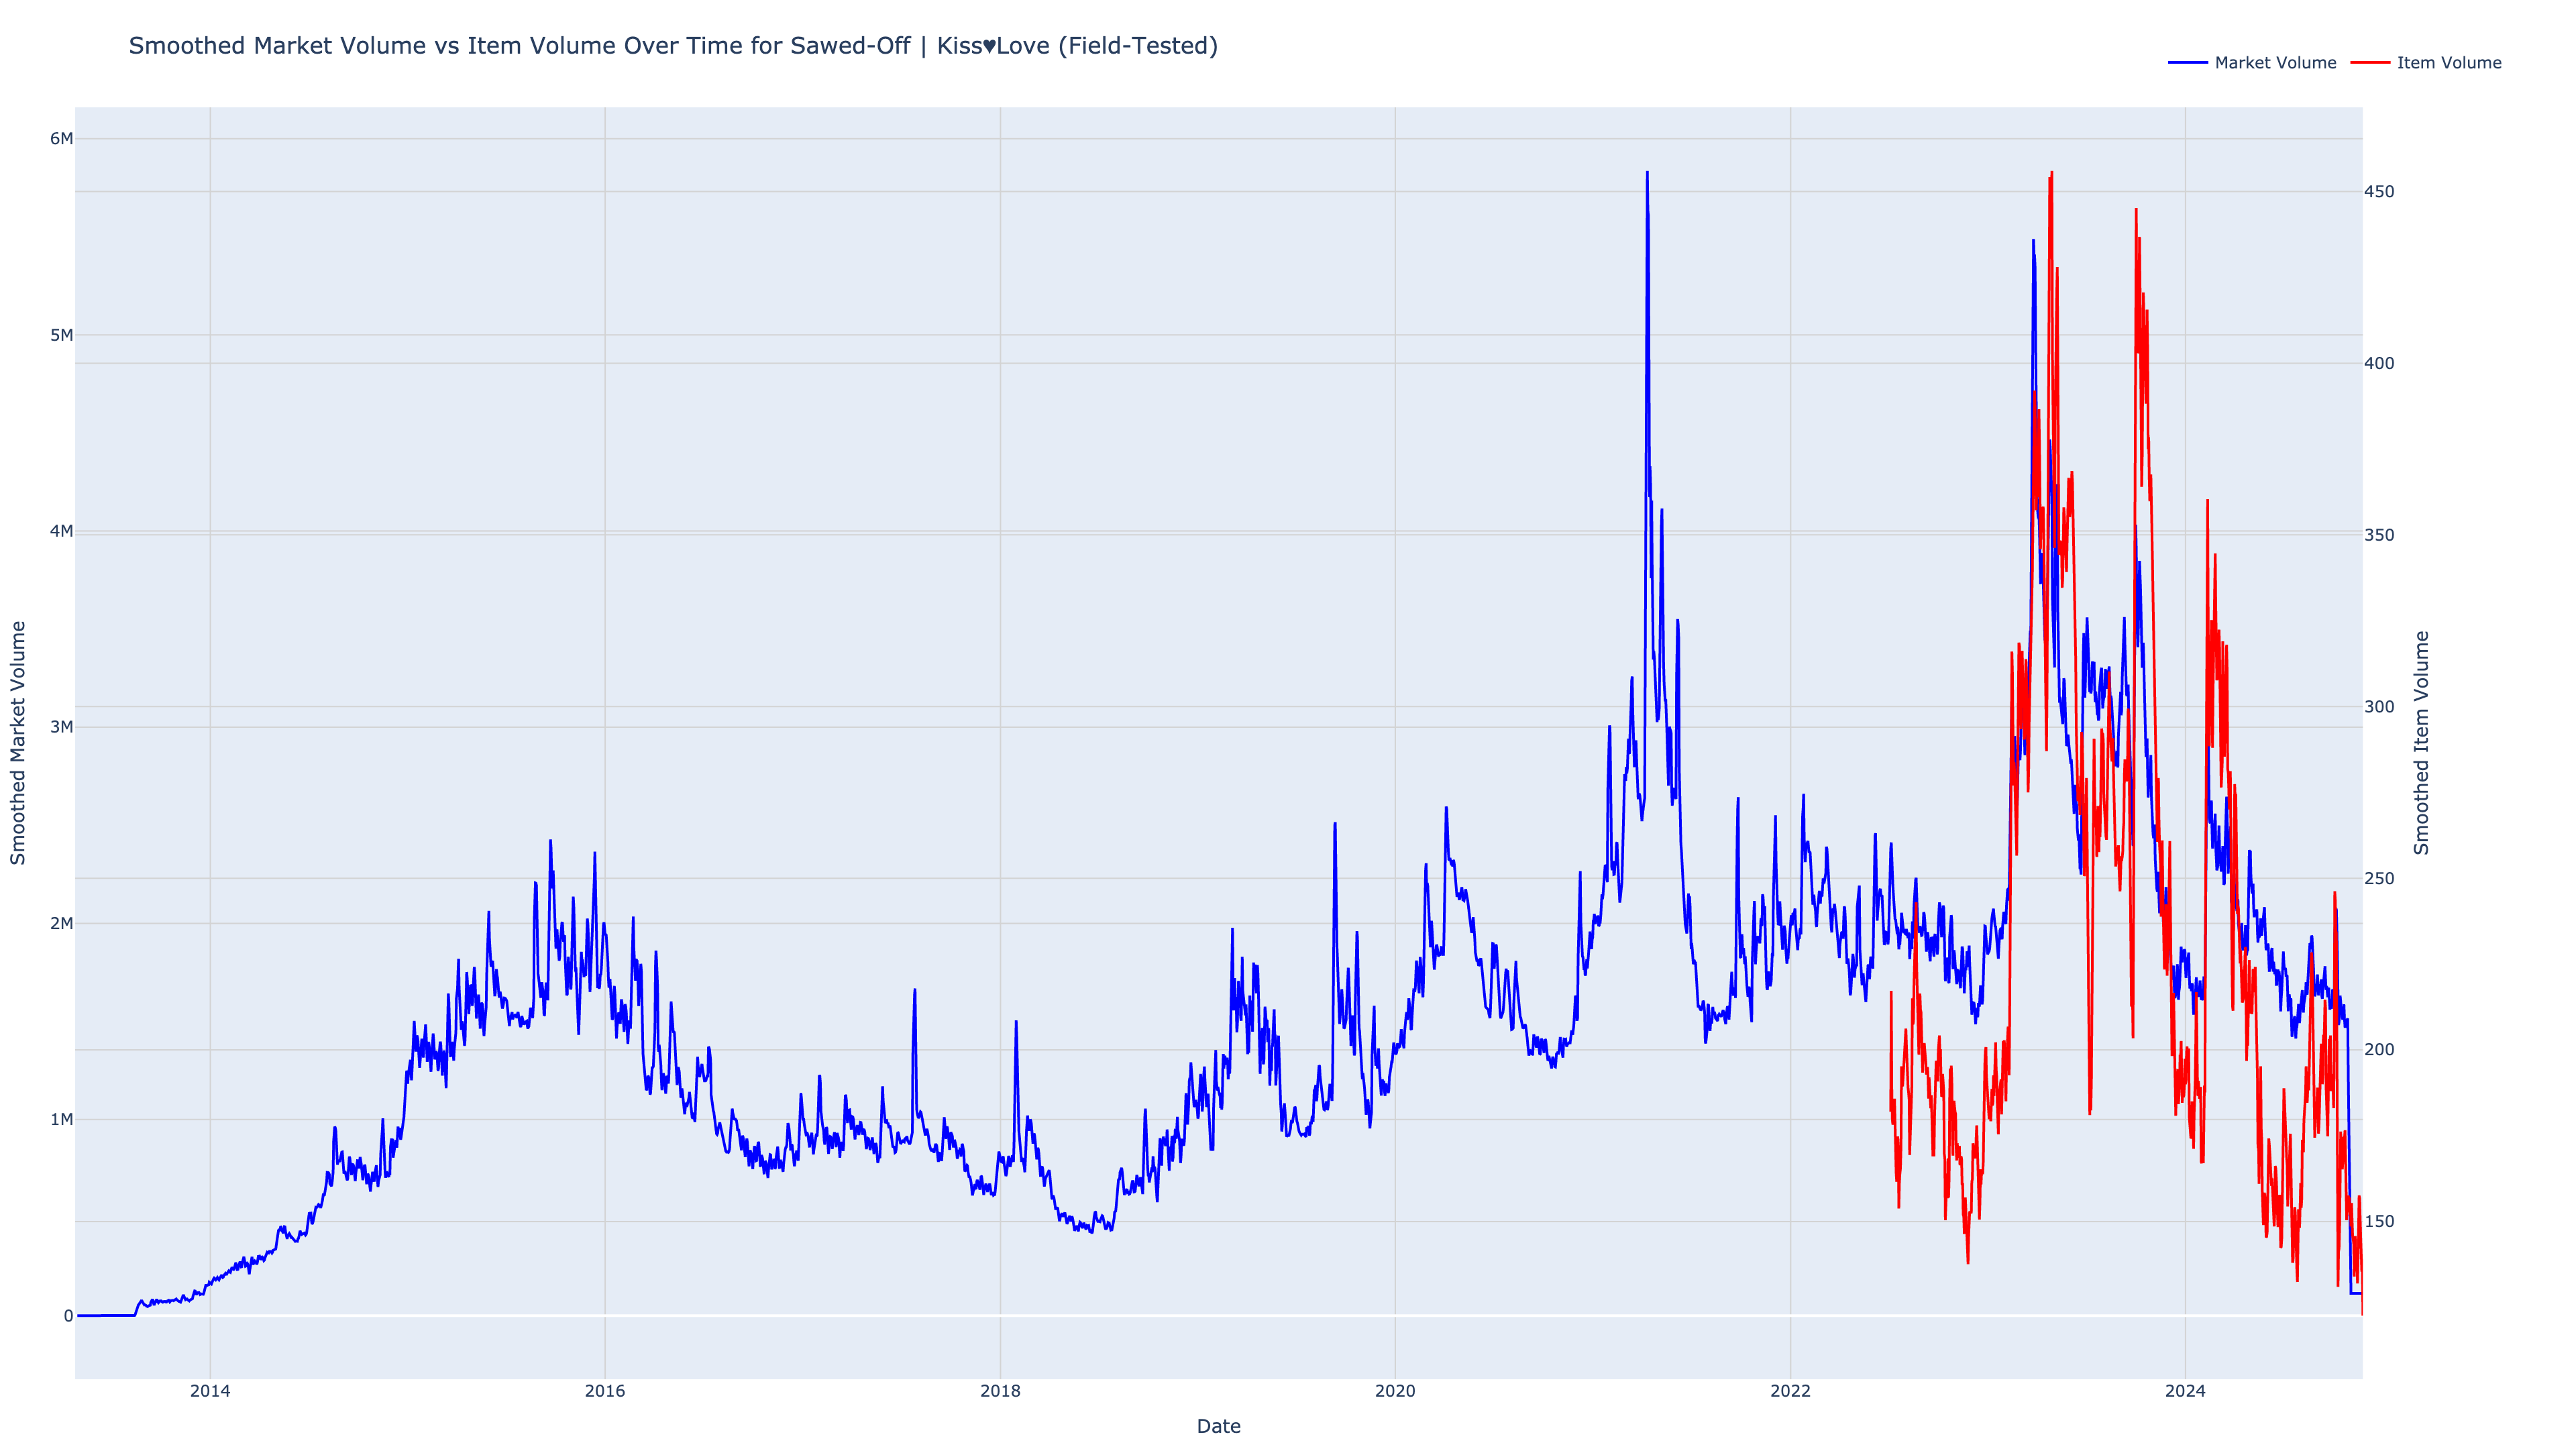 Smoothed Market Volume vs Item Volume Over Time for Sawed-Off | Kiss♥Love (Field-Tested)
Market Volume
Item Volume
6M
5M
4M
3M
2M
1M
0
Smoothed Market Volume
450
400
350
300
250
200
150
Smoothed Item Volume
2014
2016
2018
2020
2022
2024
Date